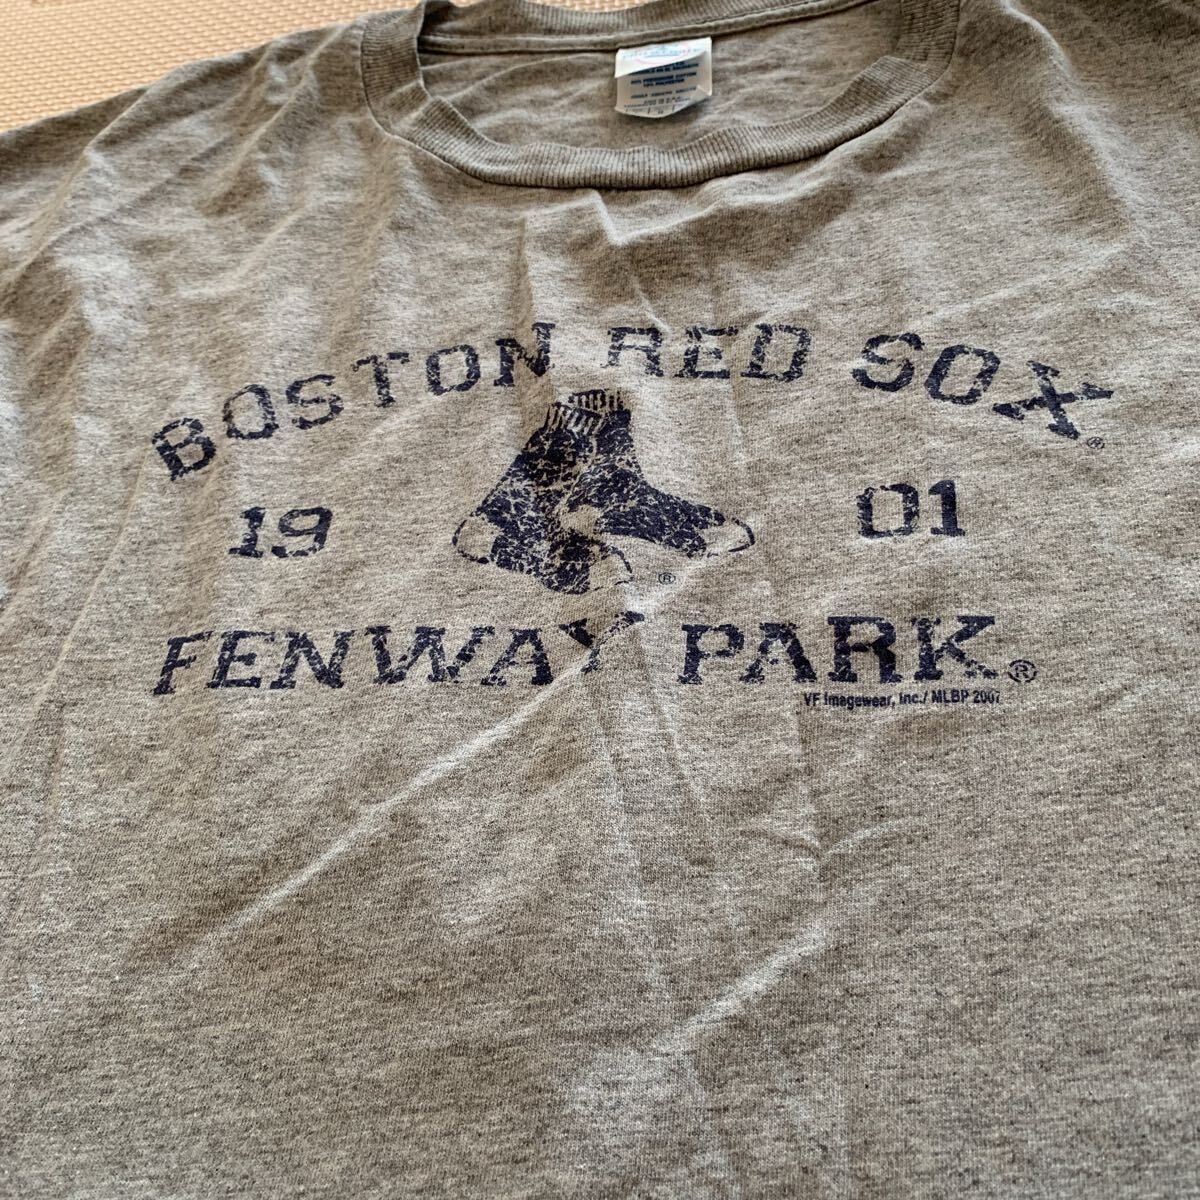 BOSTON RED SOX®
19 01
®
FENWAY PARK®
VF Imagewear, Inc./ MLBP 2007